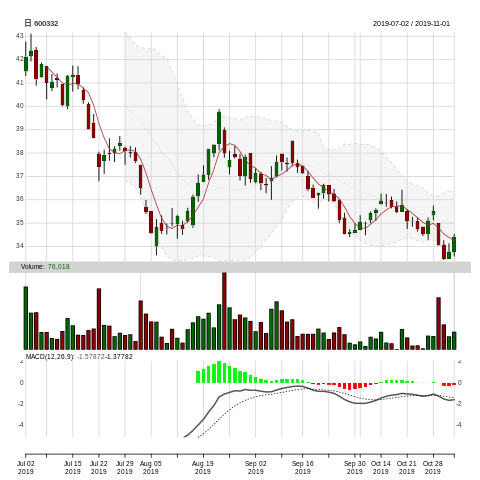 日 600332
2019-07-02 / 2019-11-01
43
42
41
40
39
38
37
36
35
34
Volume: 76,018
MACD(12,26,9): -1.57872-1.37782
2 2
0 0
-2 -2
-4 -4
Jul 02 Jul 15 Jul 22 Jul 29 Aug 05 Aug 19 Sep 02 Sep 16 Sep 30 Oct 14 Oct 21 Oct 28
2019 2019 2019 2019 2019 2019 2019 2019 2019 2019 2019 2019